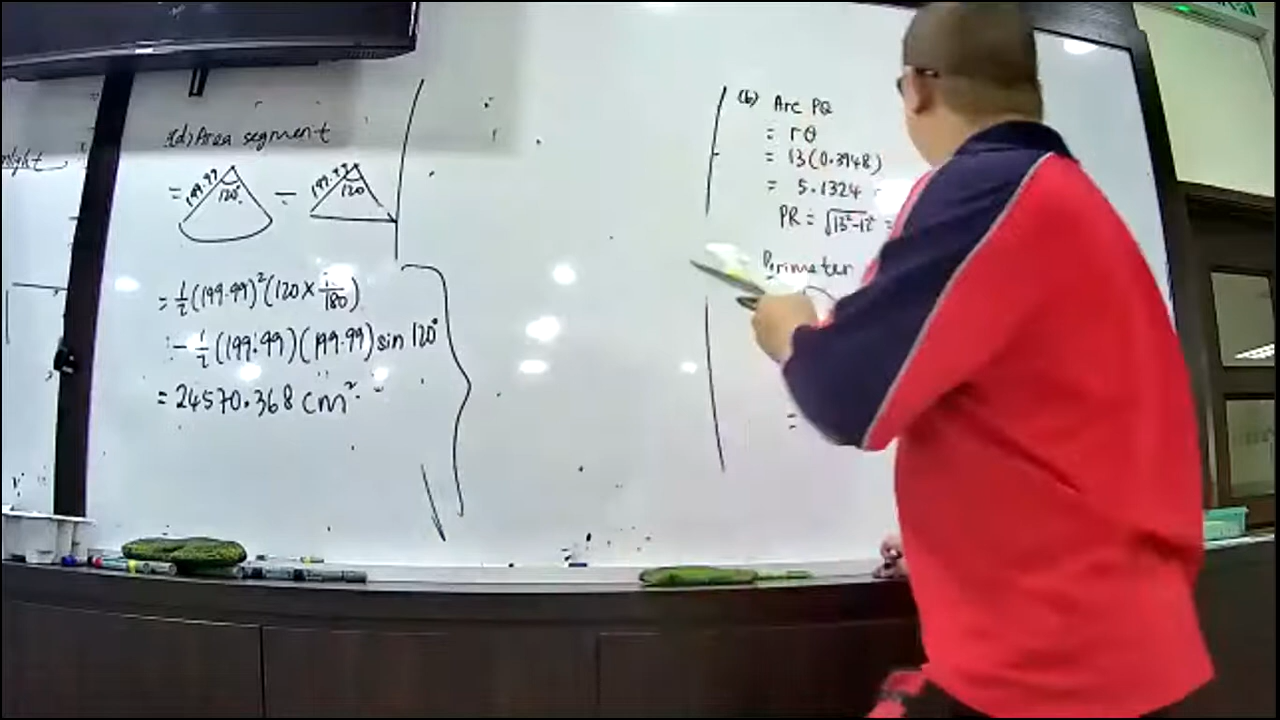 (d) Area segment
= 199.99 120° − 199.99 120
= 1/2 (199.99)² (120 × π/180)
- 1/2 (199.99)(199.99) sin 120°
= 24570.368 cm²
(b) Arc PQ
= rθ
= 13(0.3948)
= 5.1324
PR = √13²-12² =
Perimeter
=